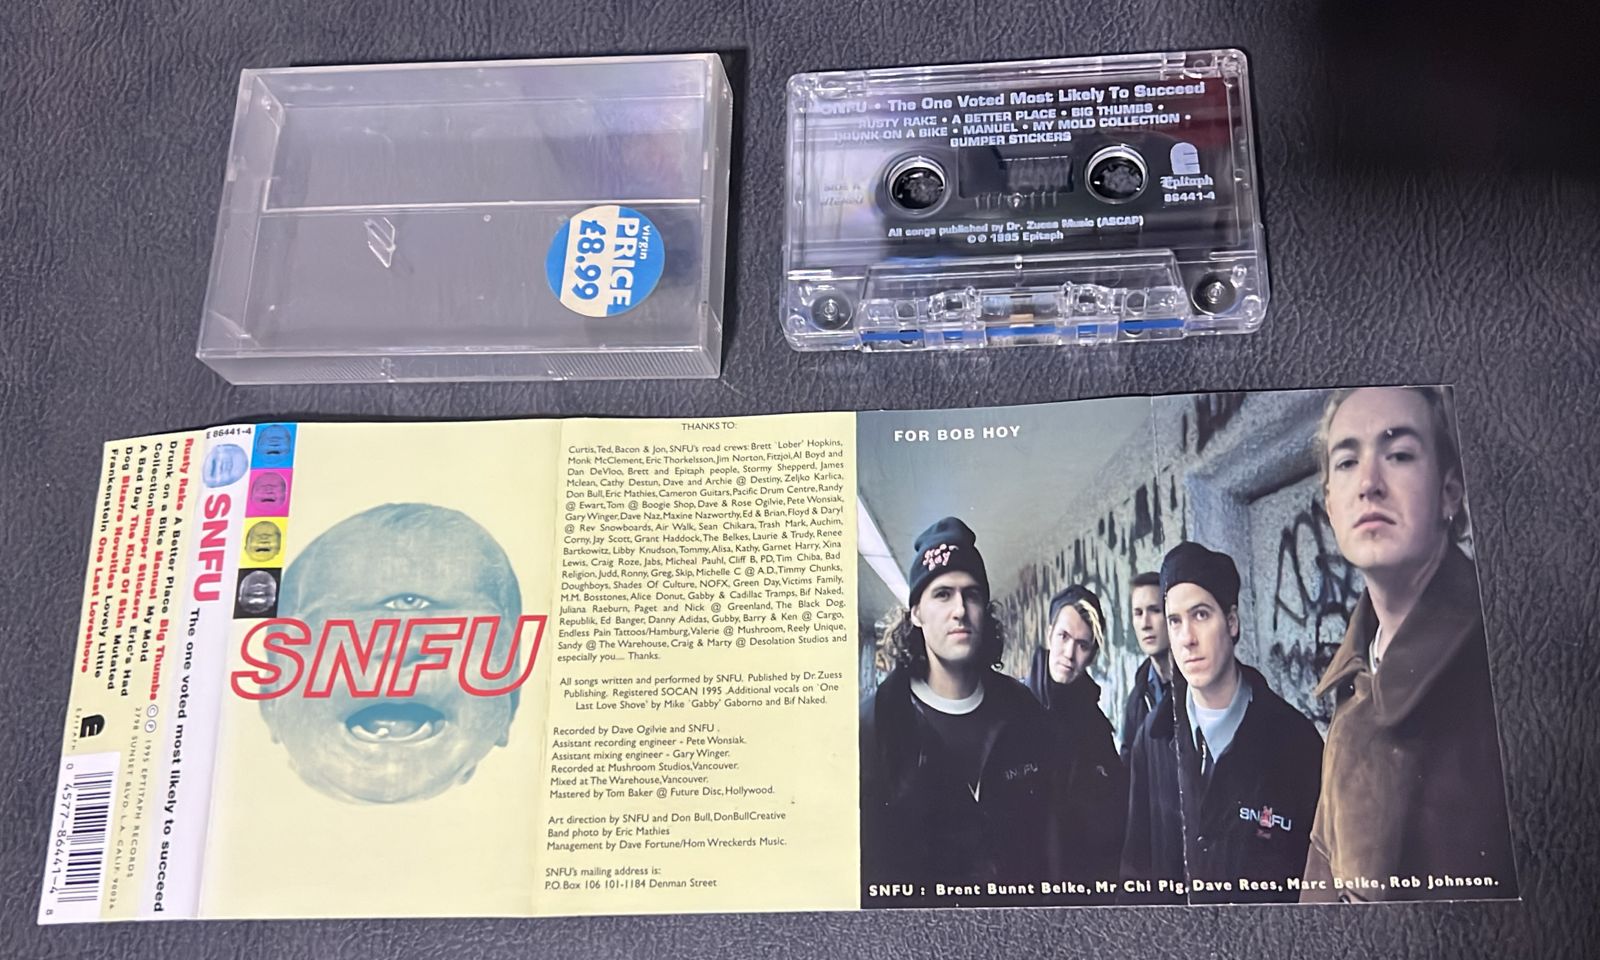 virgin
PRICE
£8.99
SNFU • The One Voted Most Likely To Succeed
RUSTY RAKE • A BETTER PLACE • BIG THUMBS •
DRUNK ON A BIKE • MANUEL • MY MOLD COLLECTION •
BUMPER STICKERS
SIDE A
stereo
Epitaph
86441-4
All songs published by Dr. Zuess Music (ASCAP)
©℗ 1995 Epitaph
Rusty Rake A Better Place Big Thumbs
Drunk on a Bike Manuel My Mold
Collection Bumper Stickers Eric's Had
A Bad Day The King Of Skin Mutated
Dog Bizarre Novelties Lovely Little
Frankenstein One Last Loveshove
© ℗ 1995 EPTITAPH RECORDS
2798 SUNSET BLVD. L.A. CALIF. 90026
EPITAPH
0 4577-86441-4 8
E 86441-4
SNFU The one voted most likely to succeed
SNFU
THANKS TO:
Curtis, Ted, Bacon & Jon, SNFU's road crews: Brett 'Lober' Hopkins,
Monk McClement, Eric Thorkelsson, Jim Norton, Fitzjol, Al Boyd and
Dan DeVloo, Brett and Epitaph people, Stormy Shepperd, James
Mclean, Cathy Destun, Dave and Archie @ Destiny, Zeljko Karlica,
Don Bull, Eric Mathies, Cameron Guitars, Pacific Drum Centre, Randy
@ Ewart, Tom @ Boogie Shop, Dave & Rose Ogilvie, Pete Wonsiak,
Gary Winger, Dave Naz, Maxine Nazworthy, Ed & Brian, Floyd & Daryl
@ Rev Snowboards, Air Walk, Sean Chikara, Trash Mark, Auchim,
Corny, Jay Scott, Grant Haddock, The Belkes, Laurie & Trudy, Renee
Bartkowitz, Libby Knudson, Tommy, Alisa, Kathy, Garnet Harry, Xina
Lewis, Craig Roze, Jabs, Micheal Pauhl, Cliff B, PD, Tim Chiba, Bad
Religion, Judd, Ronny, Greg, Skip, Michelle C @ A.D, Timmy Chunks,
Doughboys, Shades Of Culture, NOFX, Green Day, Victims Family,
M.M. Bosstones, Alice Donut, Gabby & Cadillac Tramps, Bif Naked,
Juliana Raeburn, Paget and Nick @ Greenland, The Black Dog,
Republik, Ed Banger, Danny Adidas, Gubby, Barry & Ken @ Cargo,
Endless Pain Tattoos/Hamburg, Valerie @ Mushroom, Reely Unique,
Sandy @ The Warehouse, Craig & Marty @ Desolation Studios and
especially you.... Thanks.
All songs written and performed by SNFU. Published by Dr. Zuess
Publishing. Registered SOCAN 1995 .Additional vocals on 'One
Last Love Shove' by Mike 'Gabby' Gaborno and Bif Naked.
Recorded by Dave Ogilvie and SNFU .
Assistant recording engineer - Pete Wonsiak.
Assistant mixing engineer - Gary Winger.
Recorded at Mushroom Studios, Vancouver.
Mixed at The Warehouse, Vancouver.
Mastered by Tom Baker @ Future Disc, Hollywood.
Art direction by SNFU and Don Bull, DonBullCreative
Band photo by Eric Mathies
Management by Dave Fortune/Hom Wreckerds Music.
SNFU's mailing address is:
P.O. Box 106 101-1184 Denman Street
FOR BOB HOY
SNFU
SNFU
SNFU : Brent Bunnt Belke, Mr Chi Pig, Dave Rees, Marc Belke, Rob Johnson.